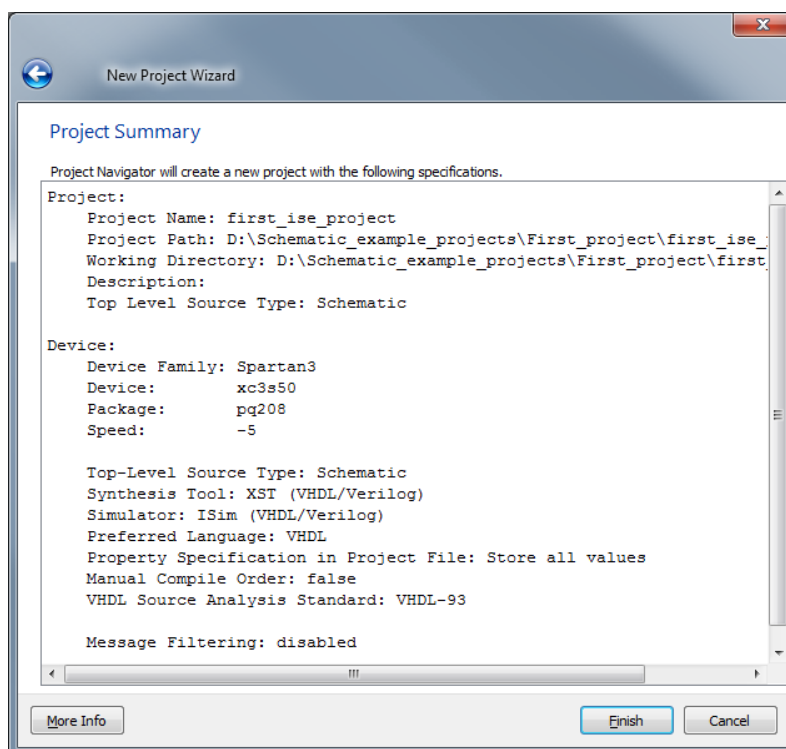 New Project Wizard
Project Summary
Project Navigator will create a new project with the following specifications.
Project:
    Project Name: first_ise_project
    Project Path: D:\Schematic_example_projects\First_project\first_ise_
    Working Directory: D:\Schematic_example_projects\First_project\first_
    Description:
    Top Level Source Type: Schematic

Device:
    Device Family: Spartan3
    Device:        xc3s50
    Package:       pq208
    Speed:         -5

    Top-Level Source Type: Schematic
    Synthesis Tool: XST (VHDL/Verilog)
    Simulator: ISim (VHDL/Verilog)
    Preferred Language: VHDL
    Property Specification in Project File: Store all values
    Manual Compile Order: false
    VHDL Source Analysis Standard: VHDL-93

    Message Filtering: disabled
More Info
Finish
Cancel